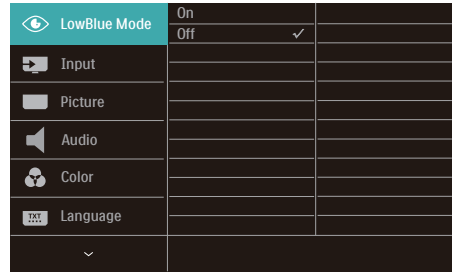 LowBlue Mode
On
Off
Input
Picture
Audio
Color
TXT
Language